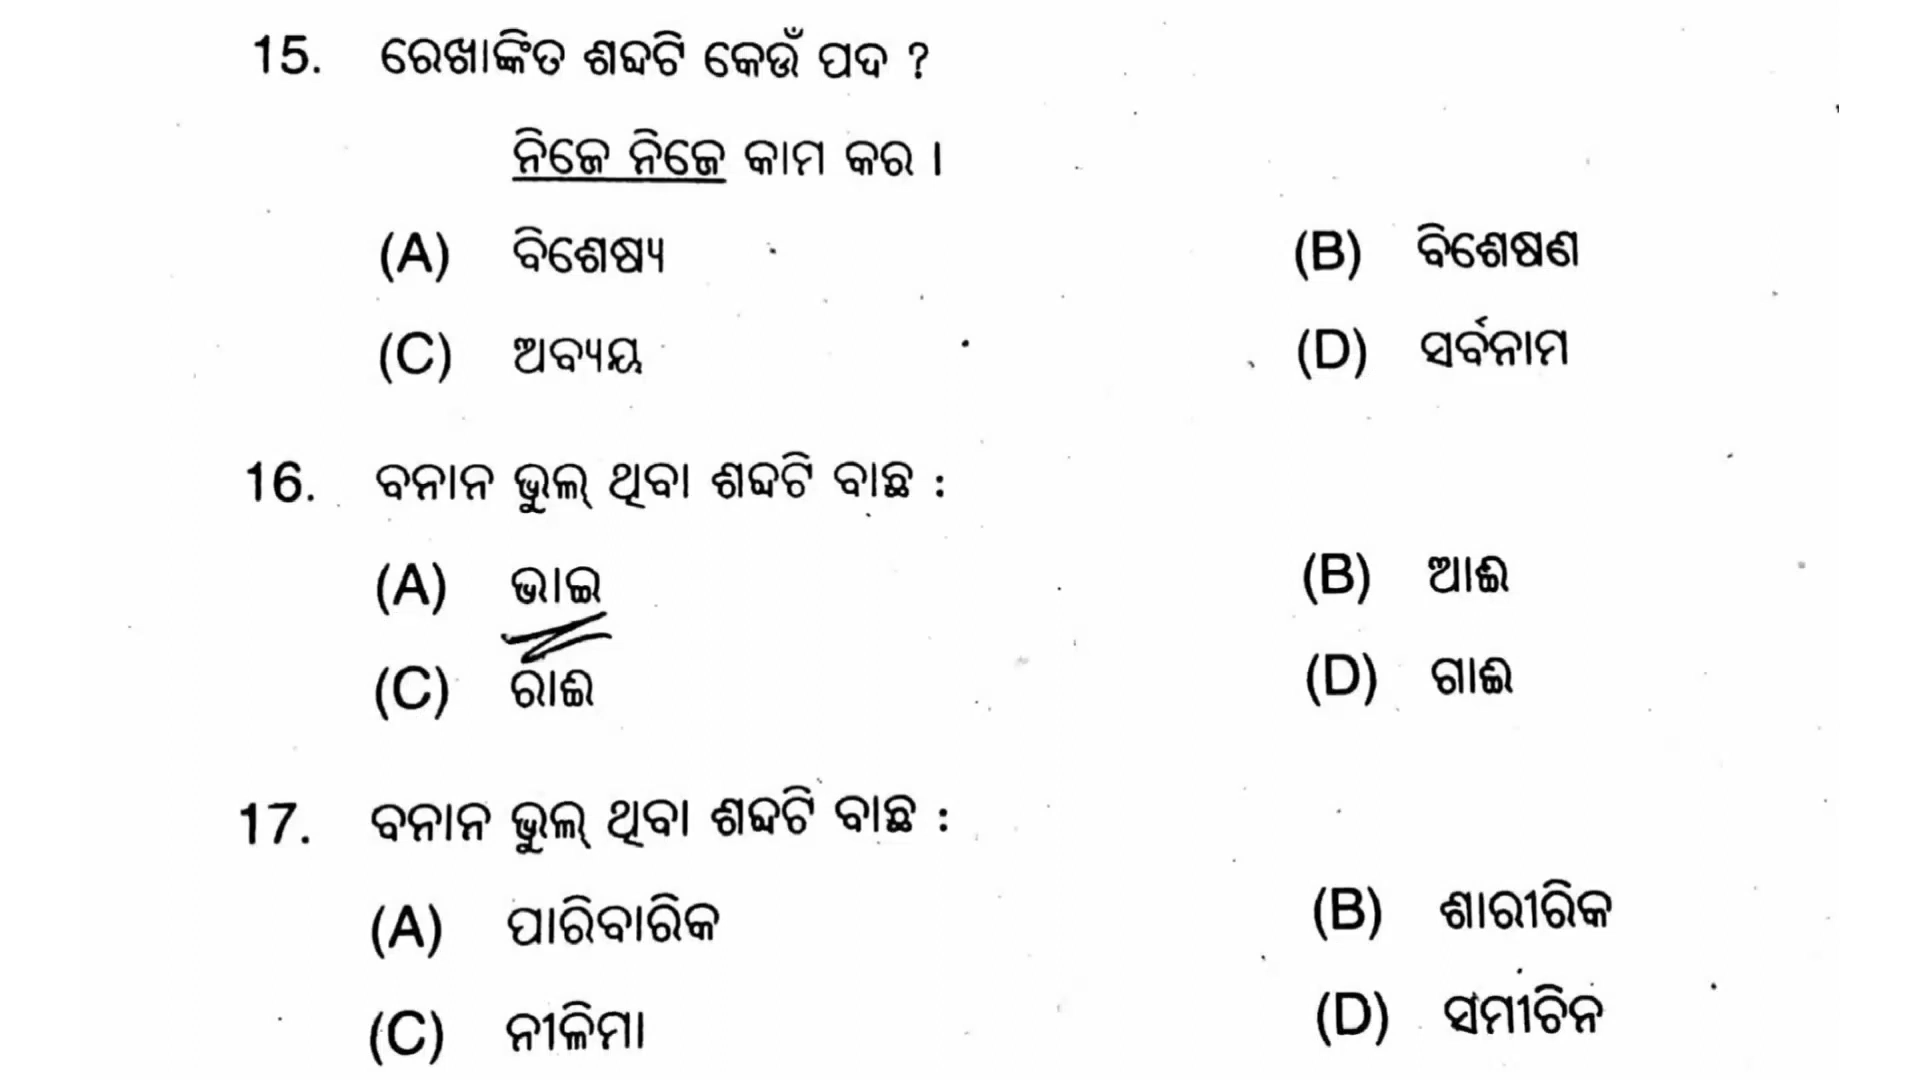 15. ରେଖାଙ୍କିତ ଶବ୍ଦଟି କେଉଁ ପଦ ?
ନିଜେ ନିଜେ କାମ କର ।
(A) ବିଶେଷ୍ୟ (B) ବିଶେଷଣ
(C) ଅବ୍ୟୟ (D) ସର୍ବନାମ
16. ବନାନ ଭୁଲ୍ ଥିବା ଶବ୍ଦଟି ବାଛ :
(A) ଭାଇ (B) ଆଈ
(C) ରାଈ (D) ଗାଈ
17. ବନାନ ଭୁଲ୍ ଥିବା ଶବ୍ଦଟି ବାଛ :
(A) ପାରିବାରିକ (B) ଶାରୀରିକ
(C) ନୀଳିମା (D) ସମୀଚିନ